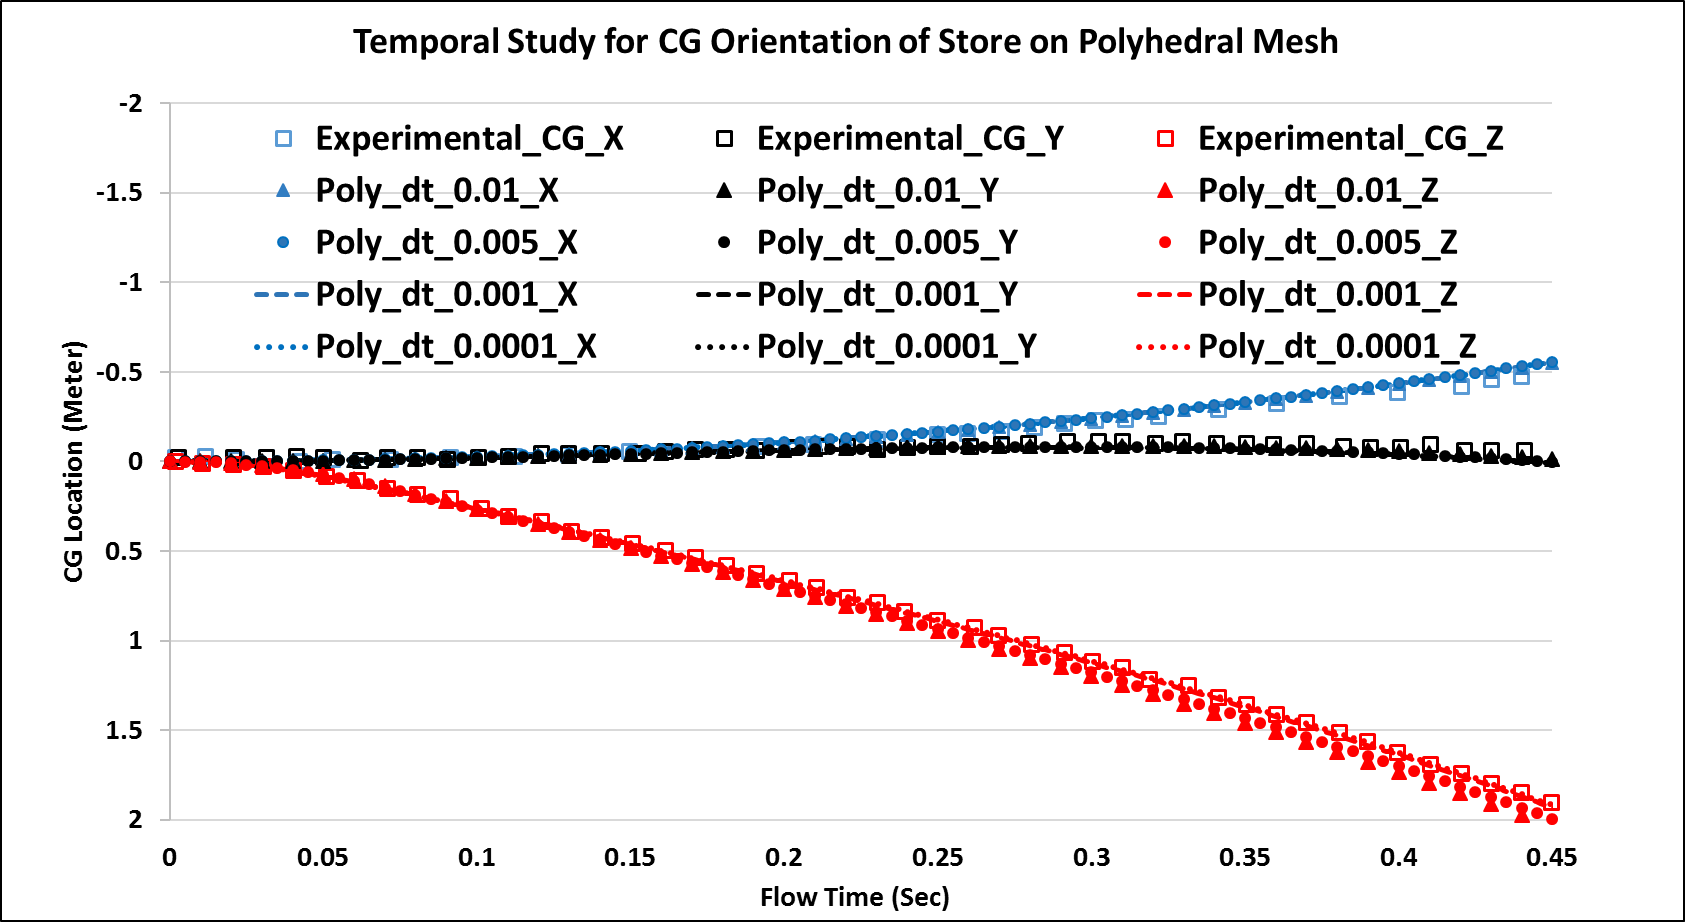 Temporal Study for CG Orientation of Store on Polyhedral Mesh
-2
Experimental_CG_X Experimental_CG_Y Experimental_CG_Z
Poly_dt_0.01_X Poly_dt_0.01_Y Poly_dt_0.01_Z
-1.5
Poly_dt_0.005_X Poly_dt_0.005_Y Poly_dt_0.005_Z
-1
Poly_dt_0.001_X Poly_dt_0.001_Y Poly_dt_0.001_Z
Poly_dt_0.0001_X Poly_dt_0.0001_Y Poly_dt_0.0001_Z
-0.5
0
0.5
1
1.5
2
CG Location (Meter)
0 0.05 0.1 0.15 0.2 0.25 0.3 0.35 0.4 0.45
Flow Time (Sec)